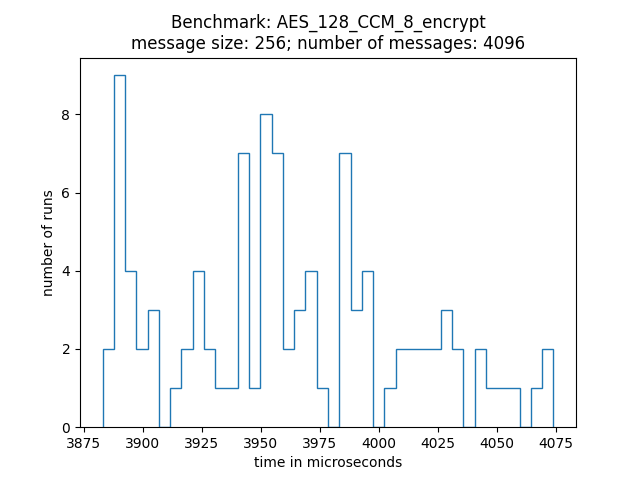 Benchmark: AES_128_CCM_8_encrypt
message size: 256; number of messages: 4096
number of runs
8
6
4
2
0
3875 3900 3925 3950 3975 4000 4025 4050 4075
time in microseconds